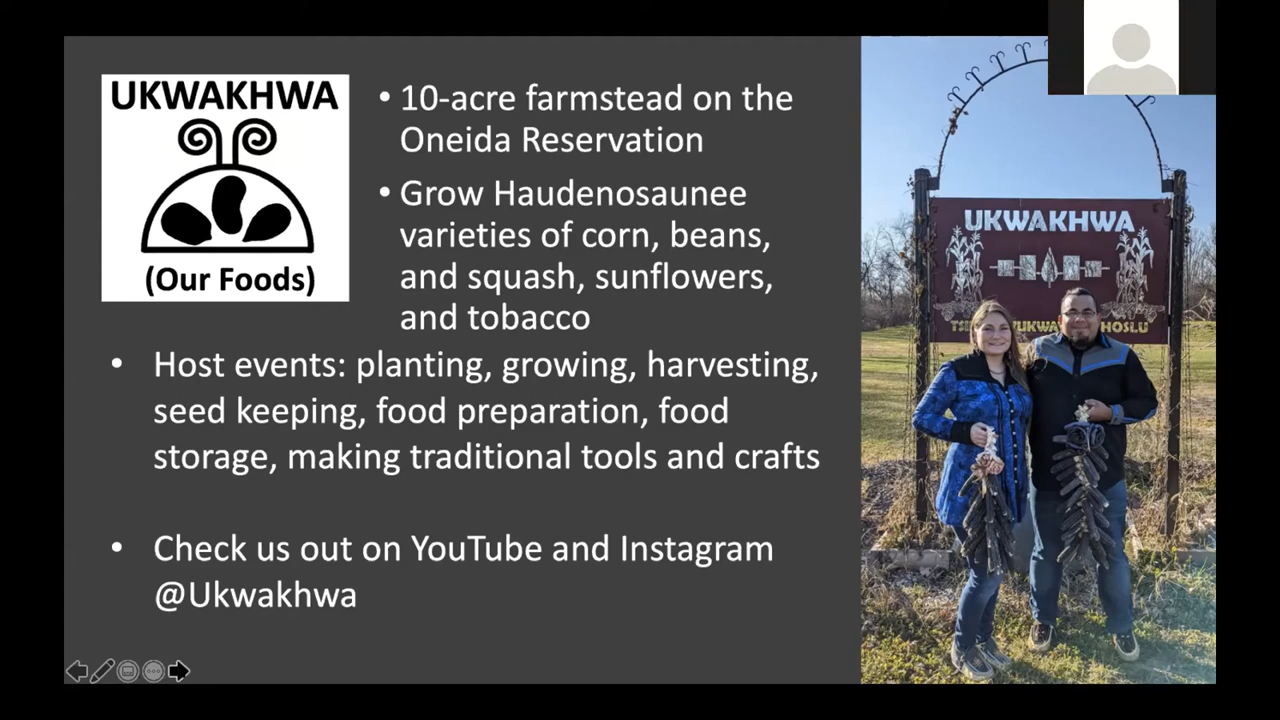 UKWAKHWA
(Our Foods)
• 10-acre farmstead on the
Oneida Reservation
• Grow Haudenosaunee
varieties of corn, beans,
and squash, sunflowers,
and tobacco
• Host events: planting, growing, harvesting,
seed keeping, food preparation, food
storage, making traditional tools and crafts
• Check us out on YouTube and Instagram
@Ukwakhwa
UKWAKHWA